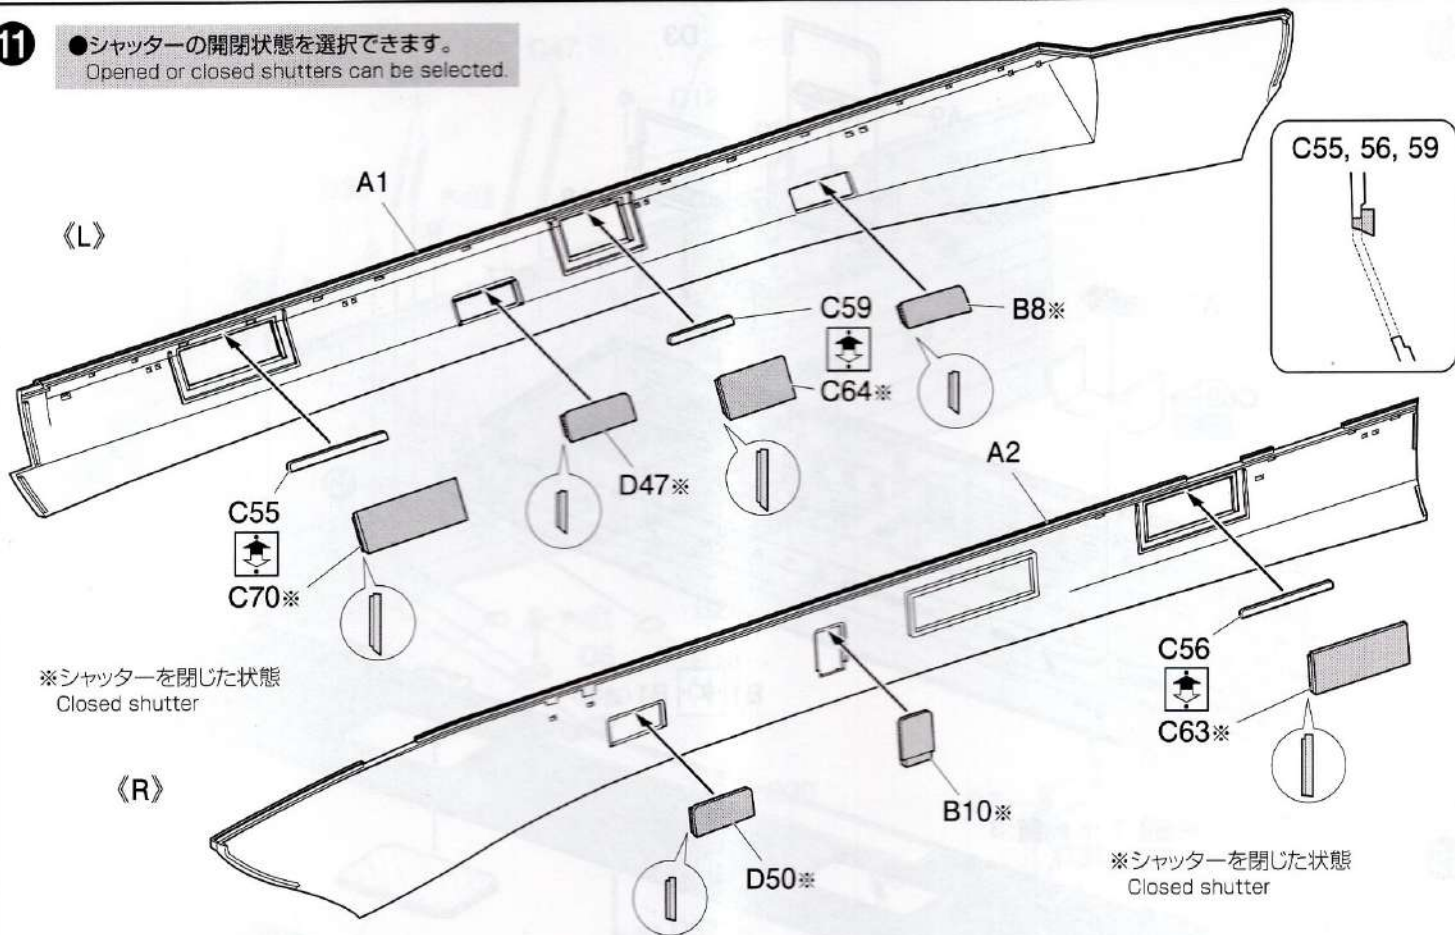 11
●シャッターの開閉状態を選択できます。
Opened or closed shutters can be selected.
《L》
A1
C55, 56, 59
C59
C64※
B8※
D47※
C55
C70※
※シャッターを閉じた状態
Closed shutter
A2
C56
C63※
《R》
B10※
D50※
※シャッターを閉じた状態
Closed shutter